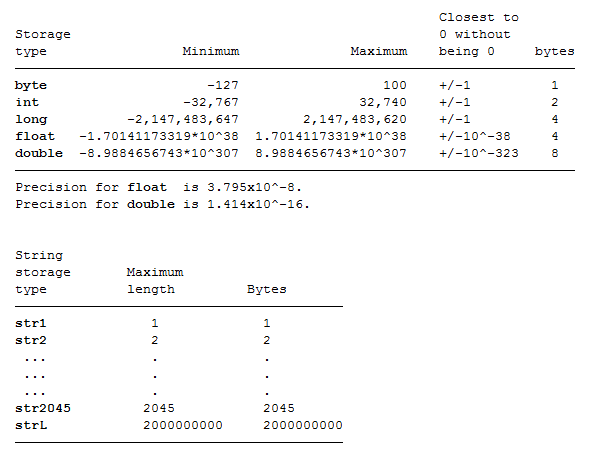 Closest to
Storage 0 without
type Minimum Maximum being 0 bytes
byte -127 100 +/-1 1
int -32,767 32,740 +/-1 2
long -2,147,483,647 2,147,483,620 +/-1 4
float -1.70141173319*10^38 1.70141173319*10^38 +/-10^-38 4
double -8.9884656743*10^307 8.9884656743*10^307 +/-10^-323 8
Precision for float is 3.795x10^-8.
Precision for double is 1.414x10^-16.
String
storage Maximum
type length Bytes
str1 1 1
str2 2 2
... . .
... . .
... . .
str2045 2045 2045
strL 2000000000 2000000000